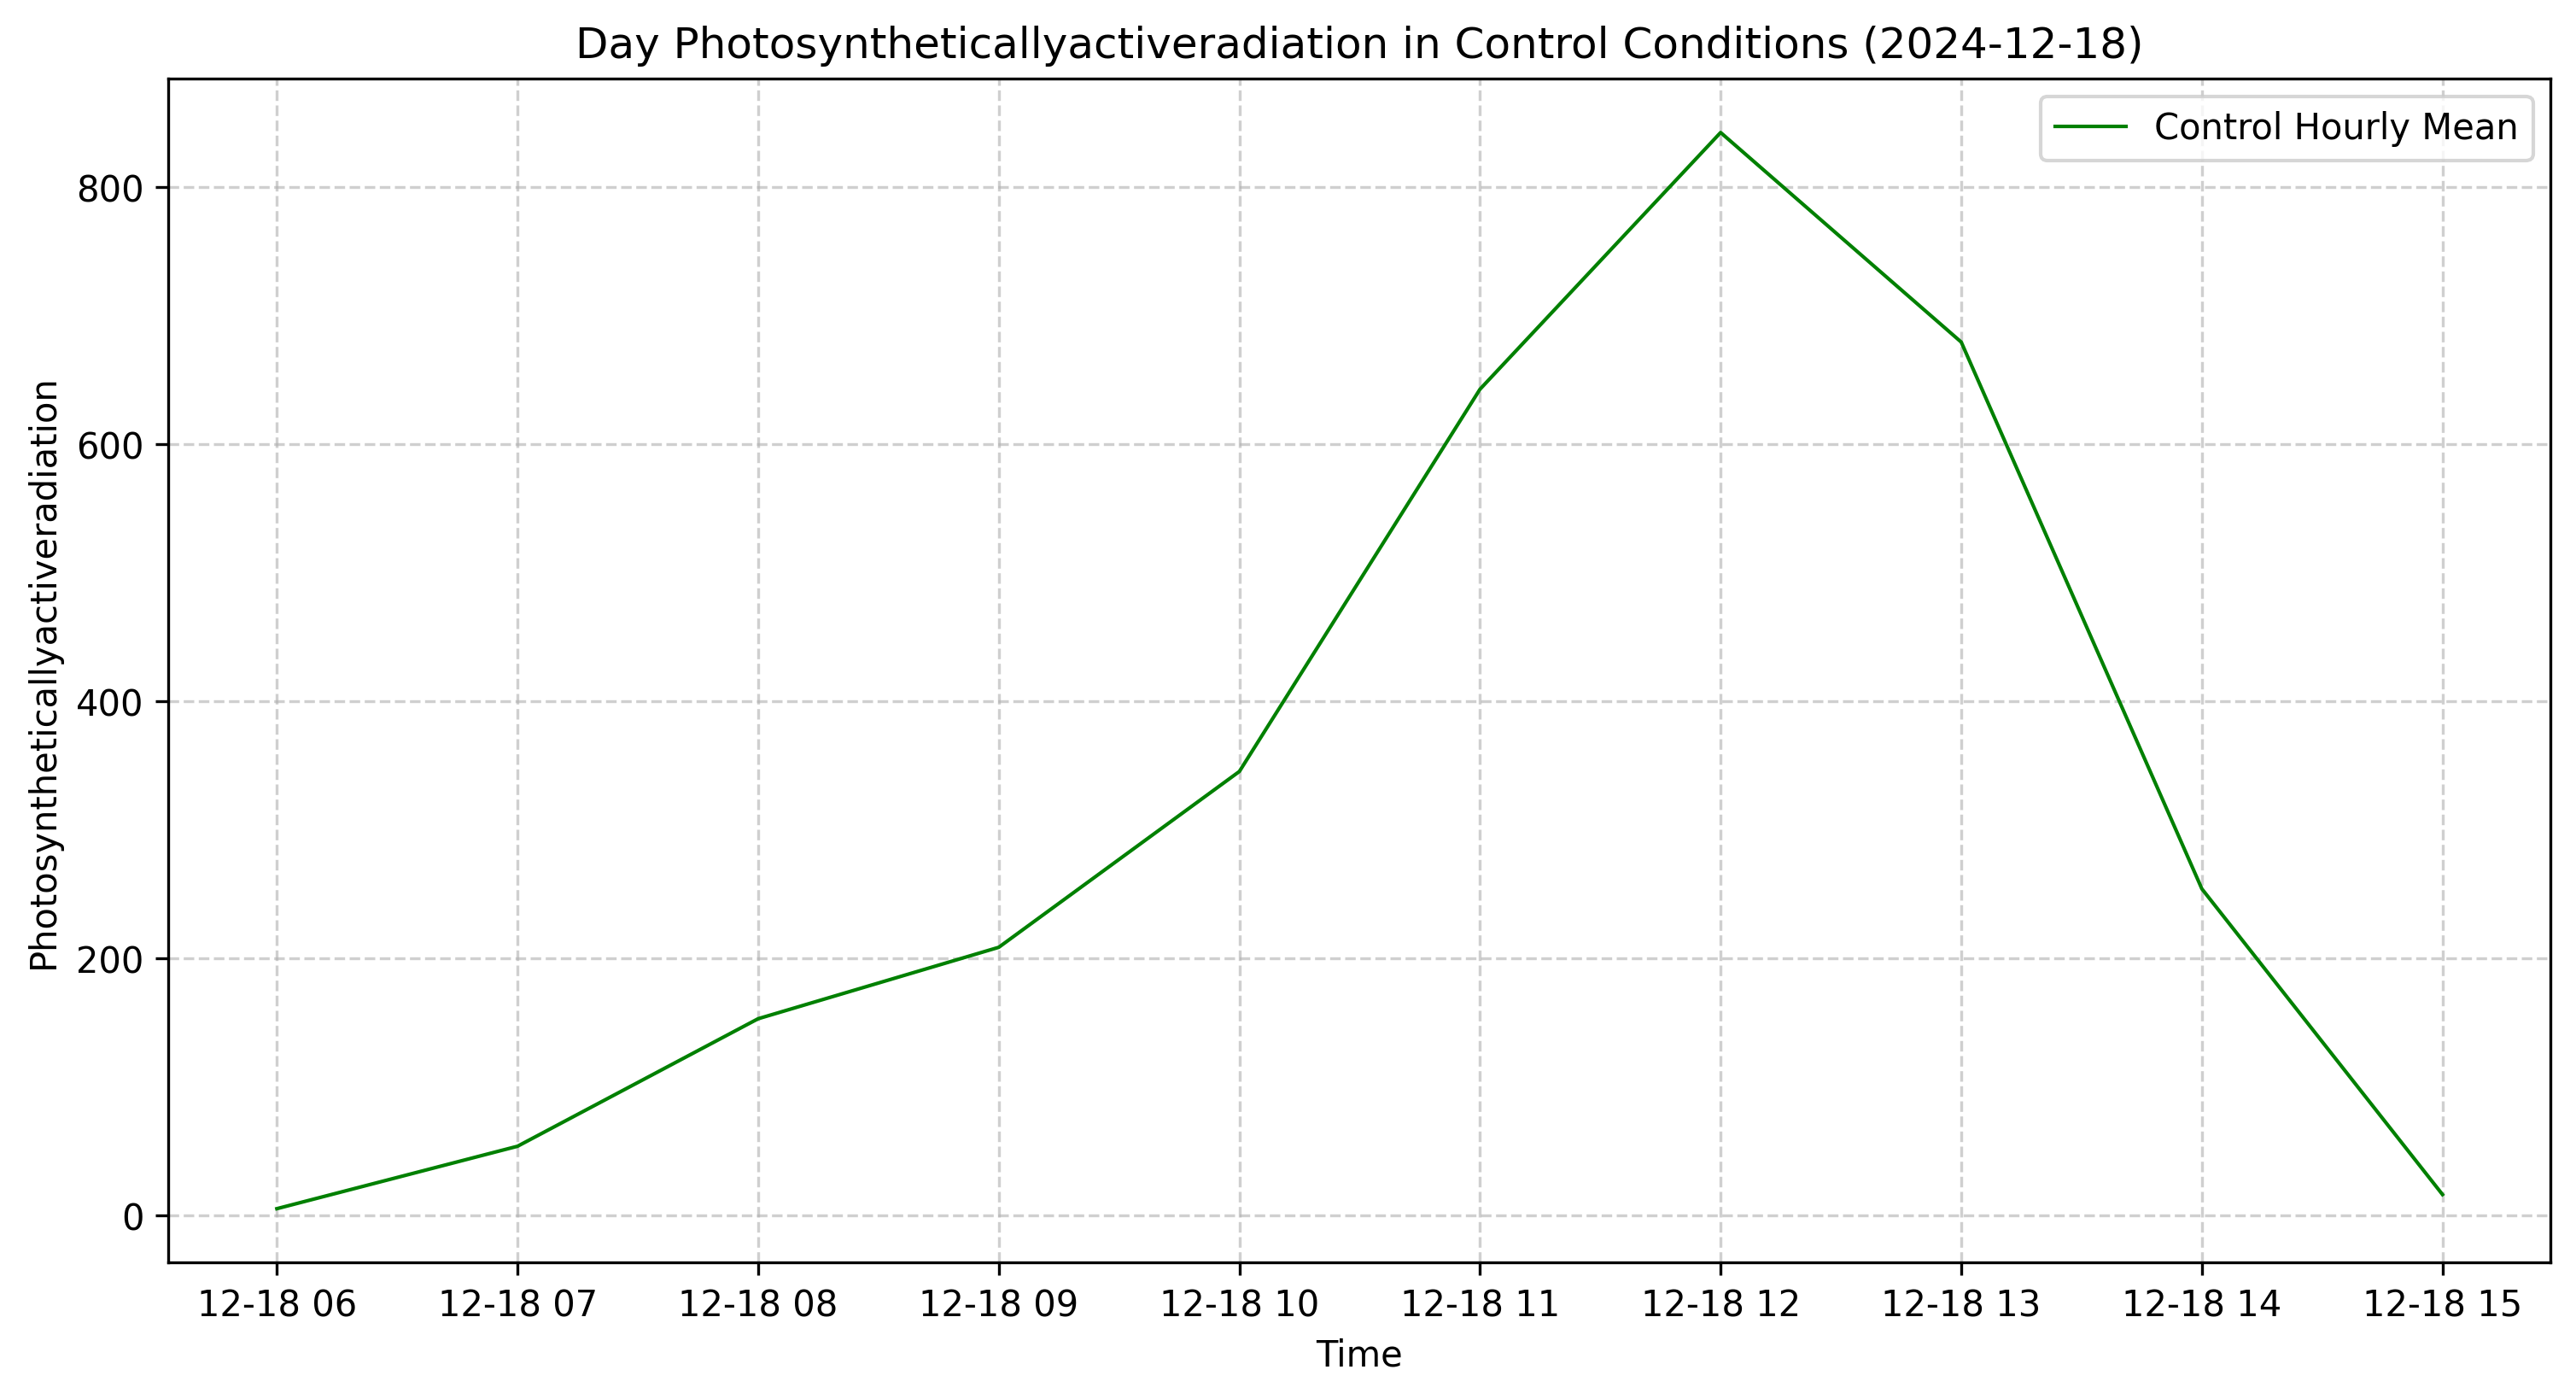 Day Photosyntheticallyactiveradiation in Control Conditions (2024-12-18)
Control Hourly Mean
Photosyntheticallyactiveradiation
800
600
400
200
0
12-18 06 12-18 07 12-18 08 12-18 09 12-18 10 12-18 11 12-18 12 12-18 13 12-18 14 12-18 15
Time